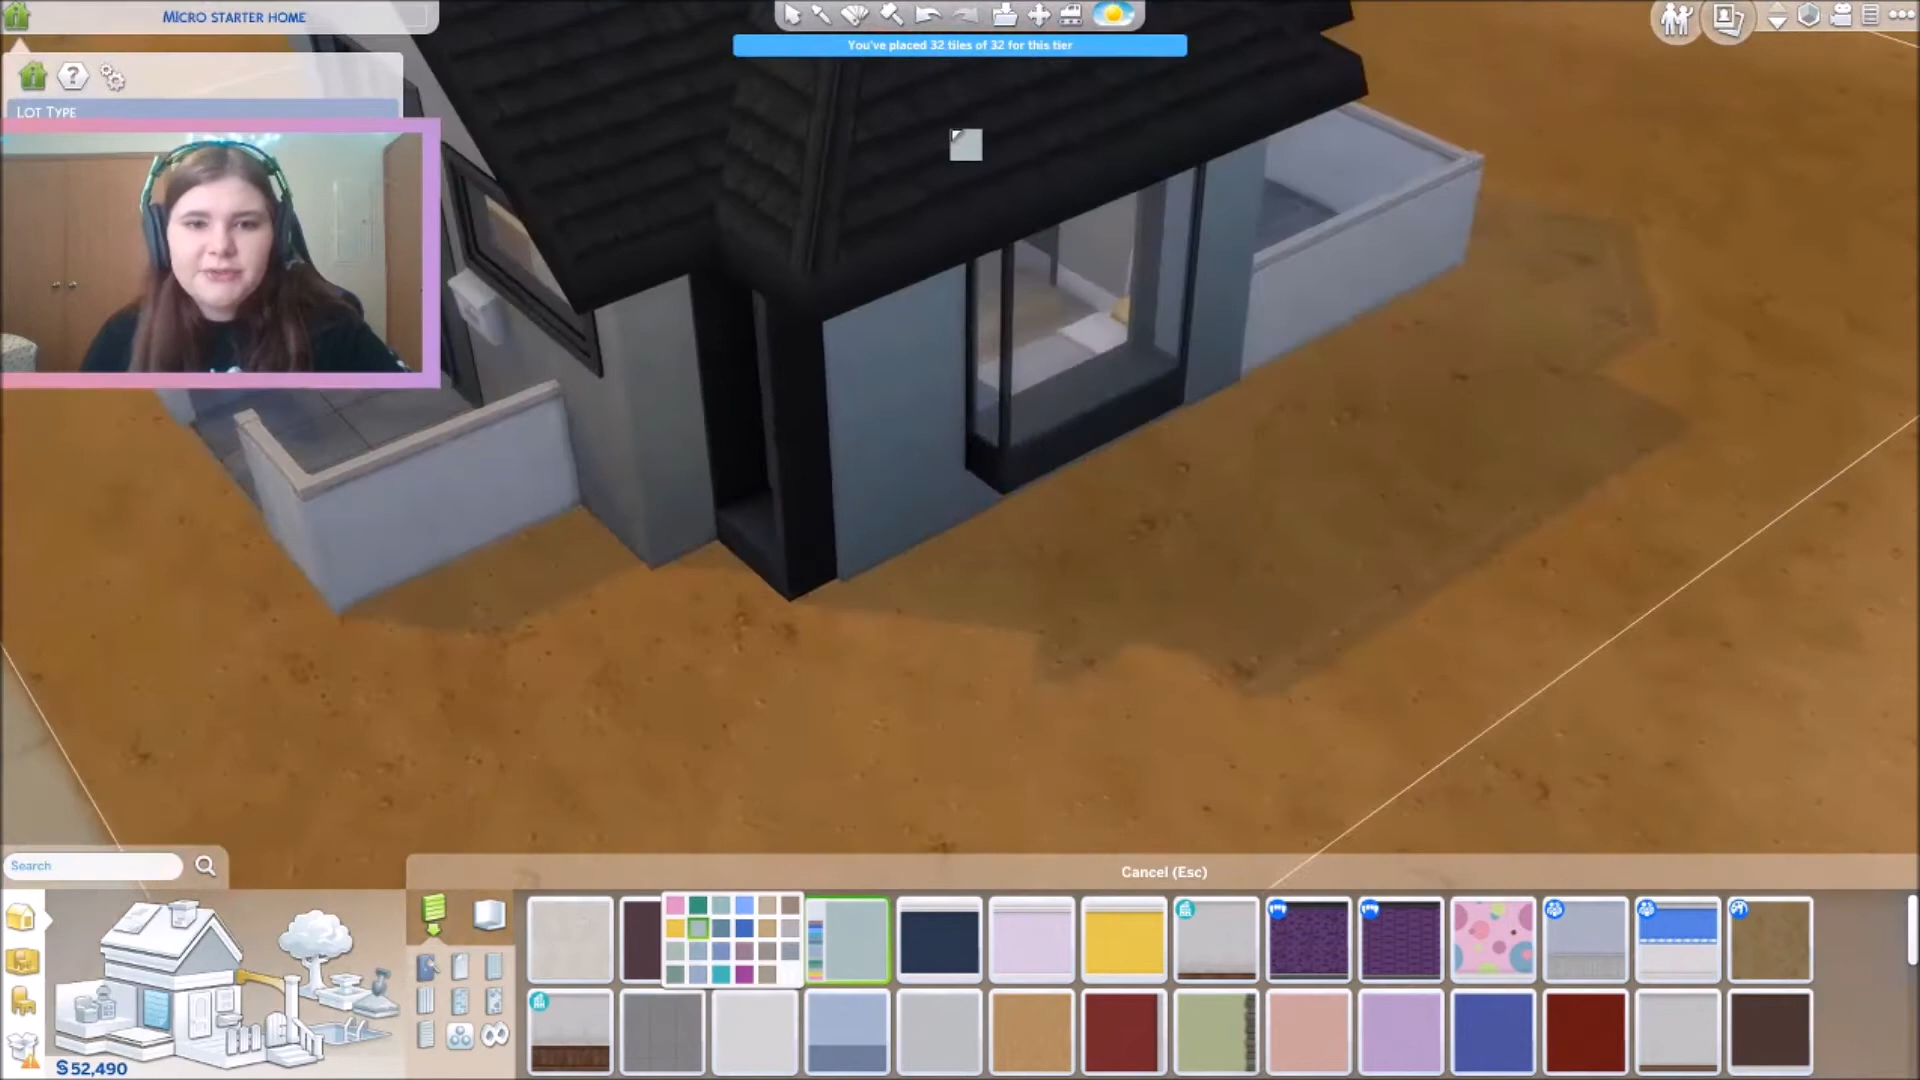 MICRO STARTER HOME
You've placed 32 tiles of 32 for this tier
LOT TYPE
Cancel (Esc)
Search
$52,490